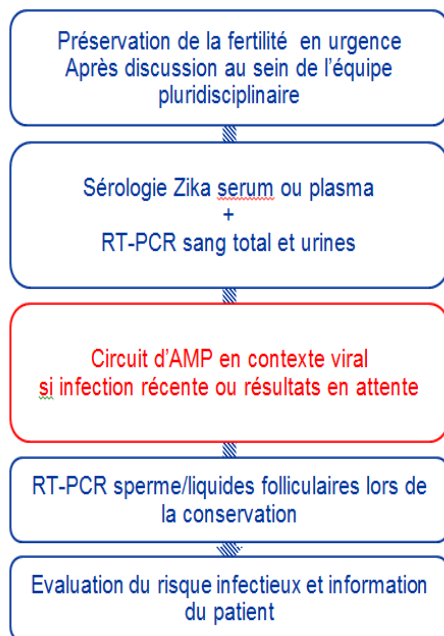 Préservation de la fertilité en urgence
Après discussion au sein de l'équipe
pluridisciplinaire
Sérologie Zika serum ou plasma
+
RT-PCR sang total et urines
Circuit d'AMP en contexte viral
si infection récente ou résultats en attente
RT-PCR sperme/liquides folliculaires lors de
la conservation
Evaluation du risque infectieux et information
du patient